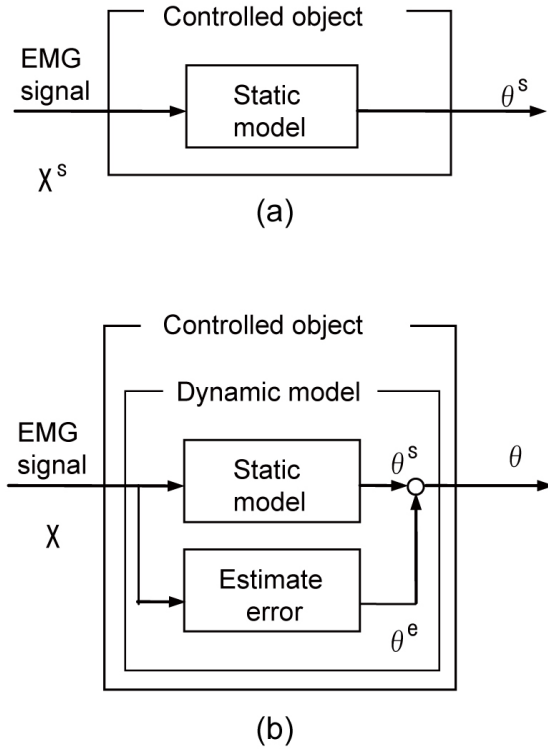 Controlled object
EMG
signal
Static
model
θˢ
χˢ
(a)
Controlled object
Dynamic model
EMG
signal
Static
model
θˢ
θ
χ
Estimate
error
θᵉ
(b)